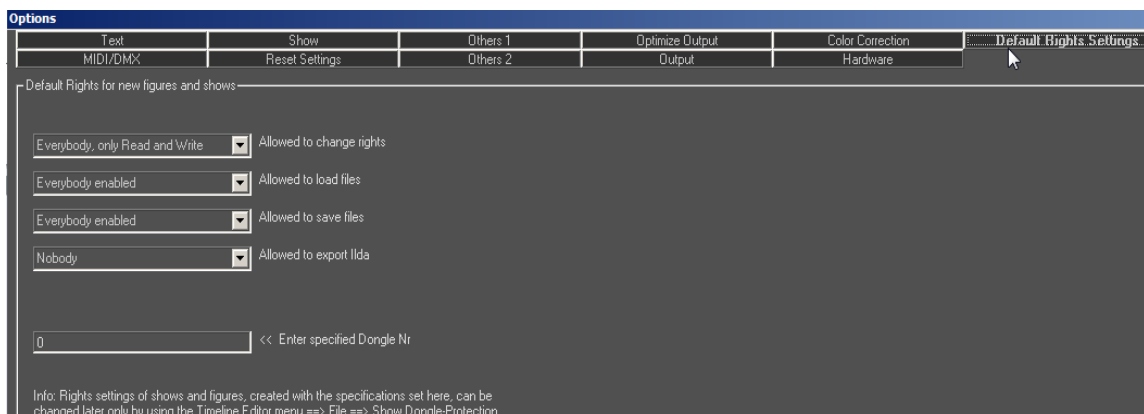 Options
Text Show Others 1 Optimize Output Color Correction Default Rights Settings
MIDI/DMX Reset Settings Others 2 Output Hardware
Default Rights for new figures and shows
Everybody, only Read and Write Allowed to change rights
Everybody enabled Allowed to load files
Everybody enabled Allowed to save files
Nobody Allowed to export Ilda
0 << Enter specified Dongle Nr
Info: Rights settings of shows and figures, created with the specifications set here, can be
changed later only by using the Timeline Editor menu ==> File ==> Show Dongle-Protection